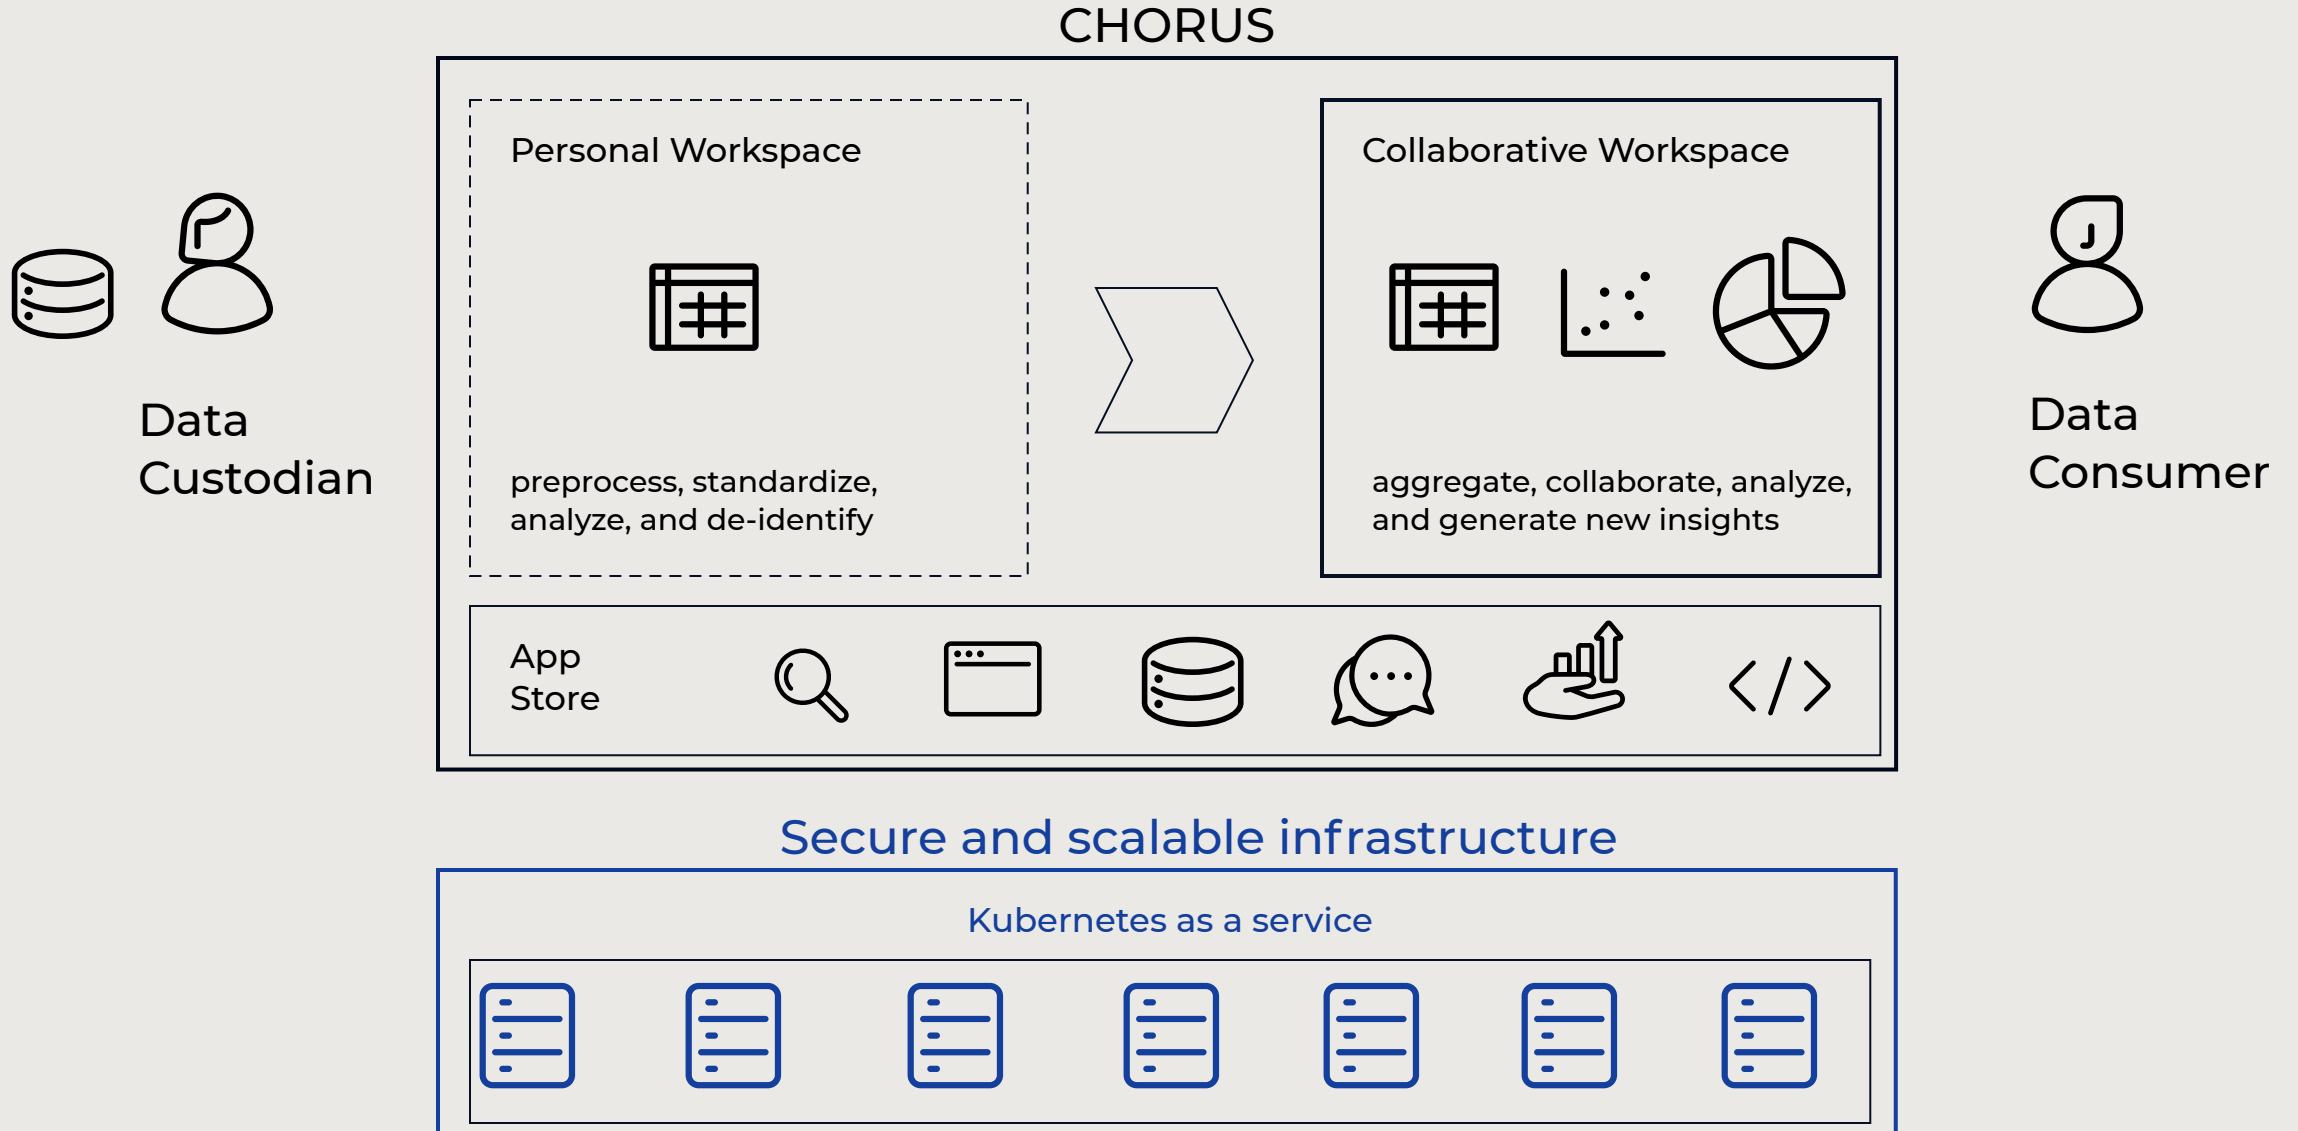 CHORUS
Personal Workspace
Collaborative Workspace
Data
Custodian
Data
Consumer
preprocess, standardize,
analyze, and de-identify
aggregate, collaborate, analyze,
and generate new insights
App
Store
Secure and scalable infrastructure
Kubernetes as a service